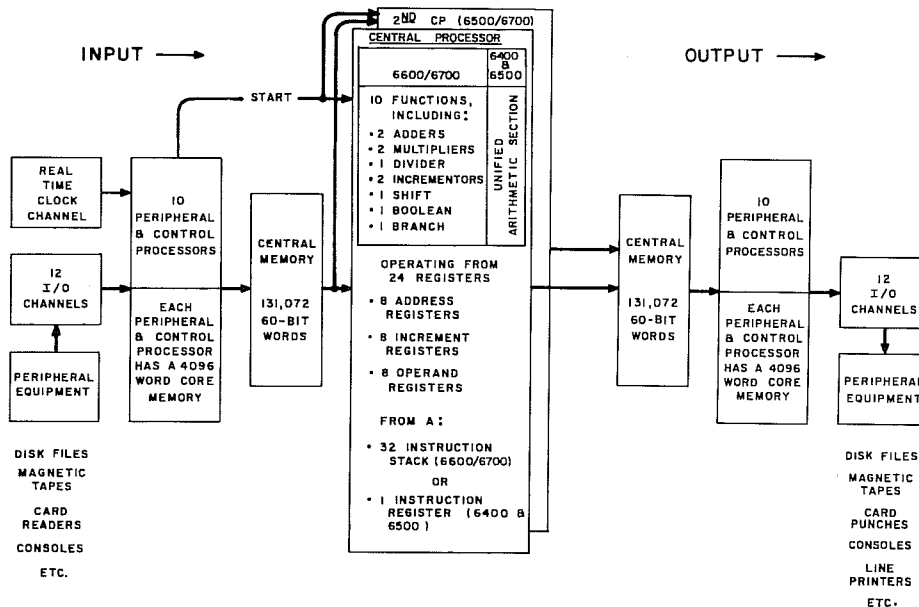 2ND CP (6500/6700)
CENTRAL PROCESSOR
INPUT
OUTPUT
6600/6700
6400
&
6500
START
10 FUNCTIONS,
INCLUDING:
• 2 ADDERS
• 2 MULTIPLIERS
• 1 DIVIDER
• 2 INCREMENTORS
• 1 SHIFT
• 1 BOOLEAN
• 1 BRANCH
UNIFIED
ARITHMETIC SECTION
REAL
TIME
CLOCK
CHANNEL
10
PERIPHERAL
& CONTROL
PROCESSORS
EACH
PERIPHERAL
& CONTROL
PROCESSOR
HAS A 4096
WORD CORE
MEMORY
12
I/O
CHANNELS
PERIPHERAL
EQUIPMENT
DISK FILES
MAGNETIC
TAPES
CARD
READERS
CONSOLES
ETC.
CENTRAL
MEMORY
131,072
60-BIT
WORDS
OPERATING FROM
24 REGISTERS
• 8 ADDRESS
REGISTERS
• 8 INCREMENT
REGISTERS
• 8 OPERAND
REGISTERS
FROM A:
• 32 INSTRUCTION
STACK (6600/6700)
OR
• 1 INSTRUCTION
REGISTER (6400 &
6500)
CENTRAL
MEMORY
131,072
60-BIT
WORDS
10
PERIPHERAL
& CONTROL
PROCESSORS
EACH
PERIPHERAL
& CONTROL
PROCESSOR
HAS A 4096
WORD CORE
MEMORY
12
I/O
CHANNELS
PERIPHERAL
EQUIPMENT
DISK FILES
MAGNETIC
TAPES
CARD
PUNCHES
CONSOLES
LINE
PRINTERS
ETC.